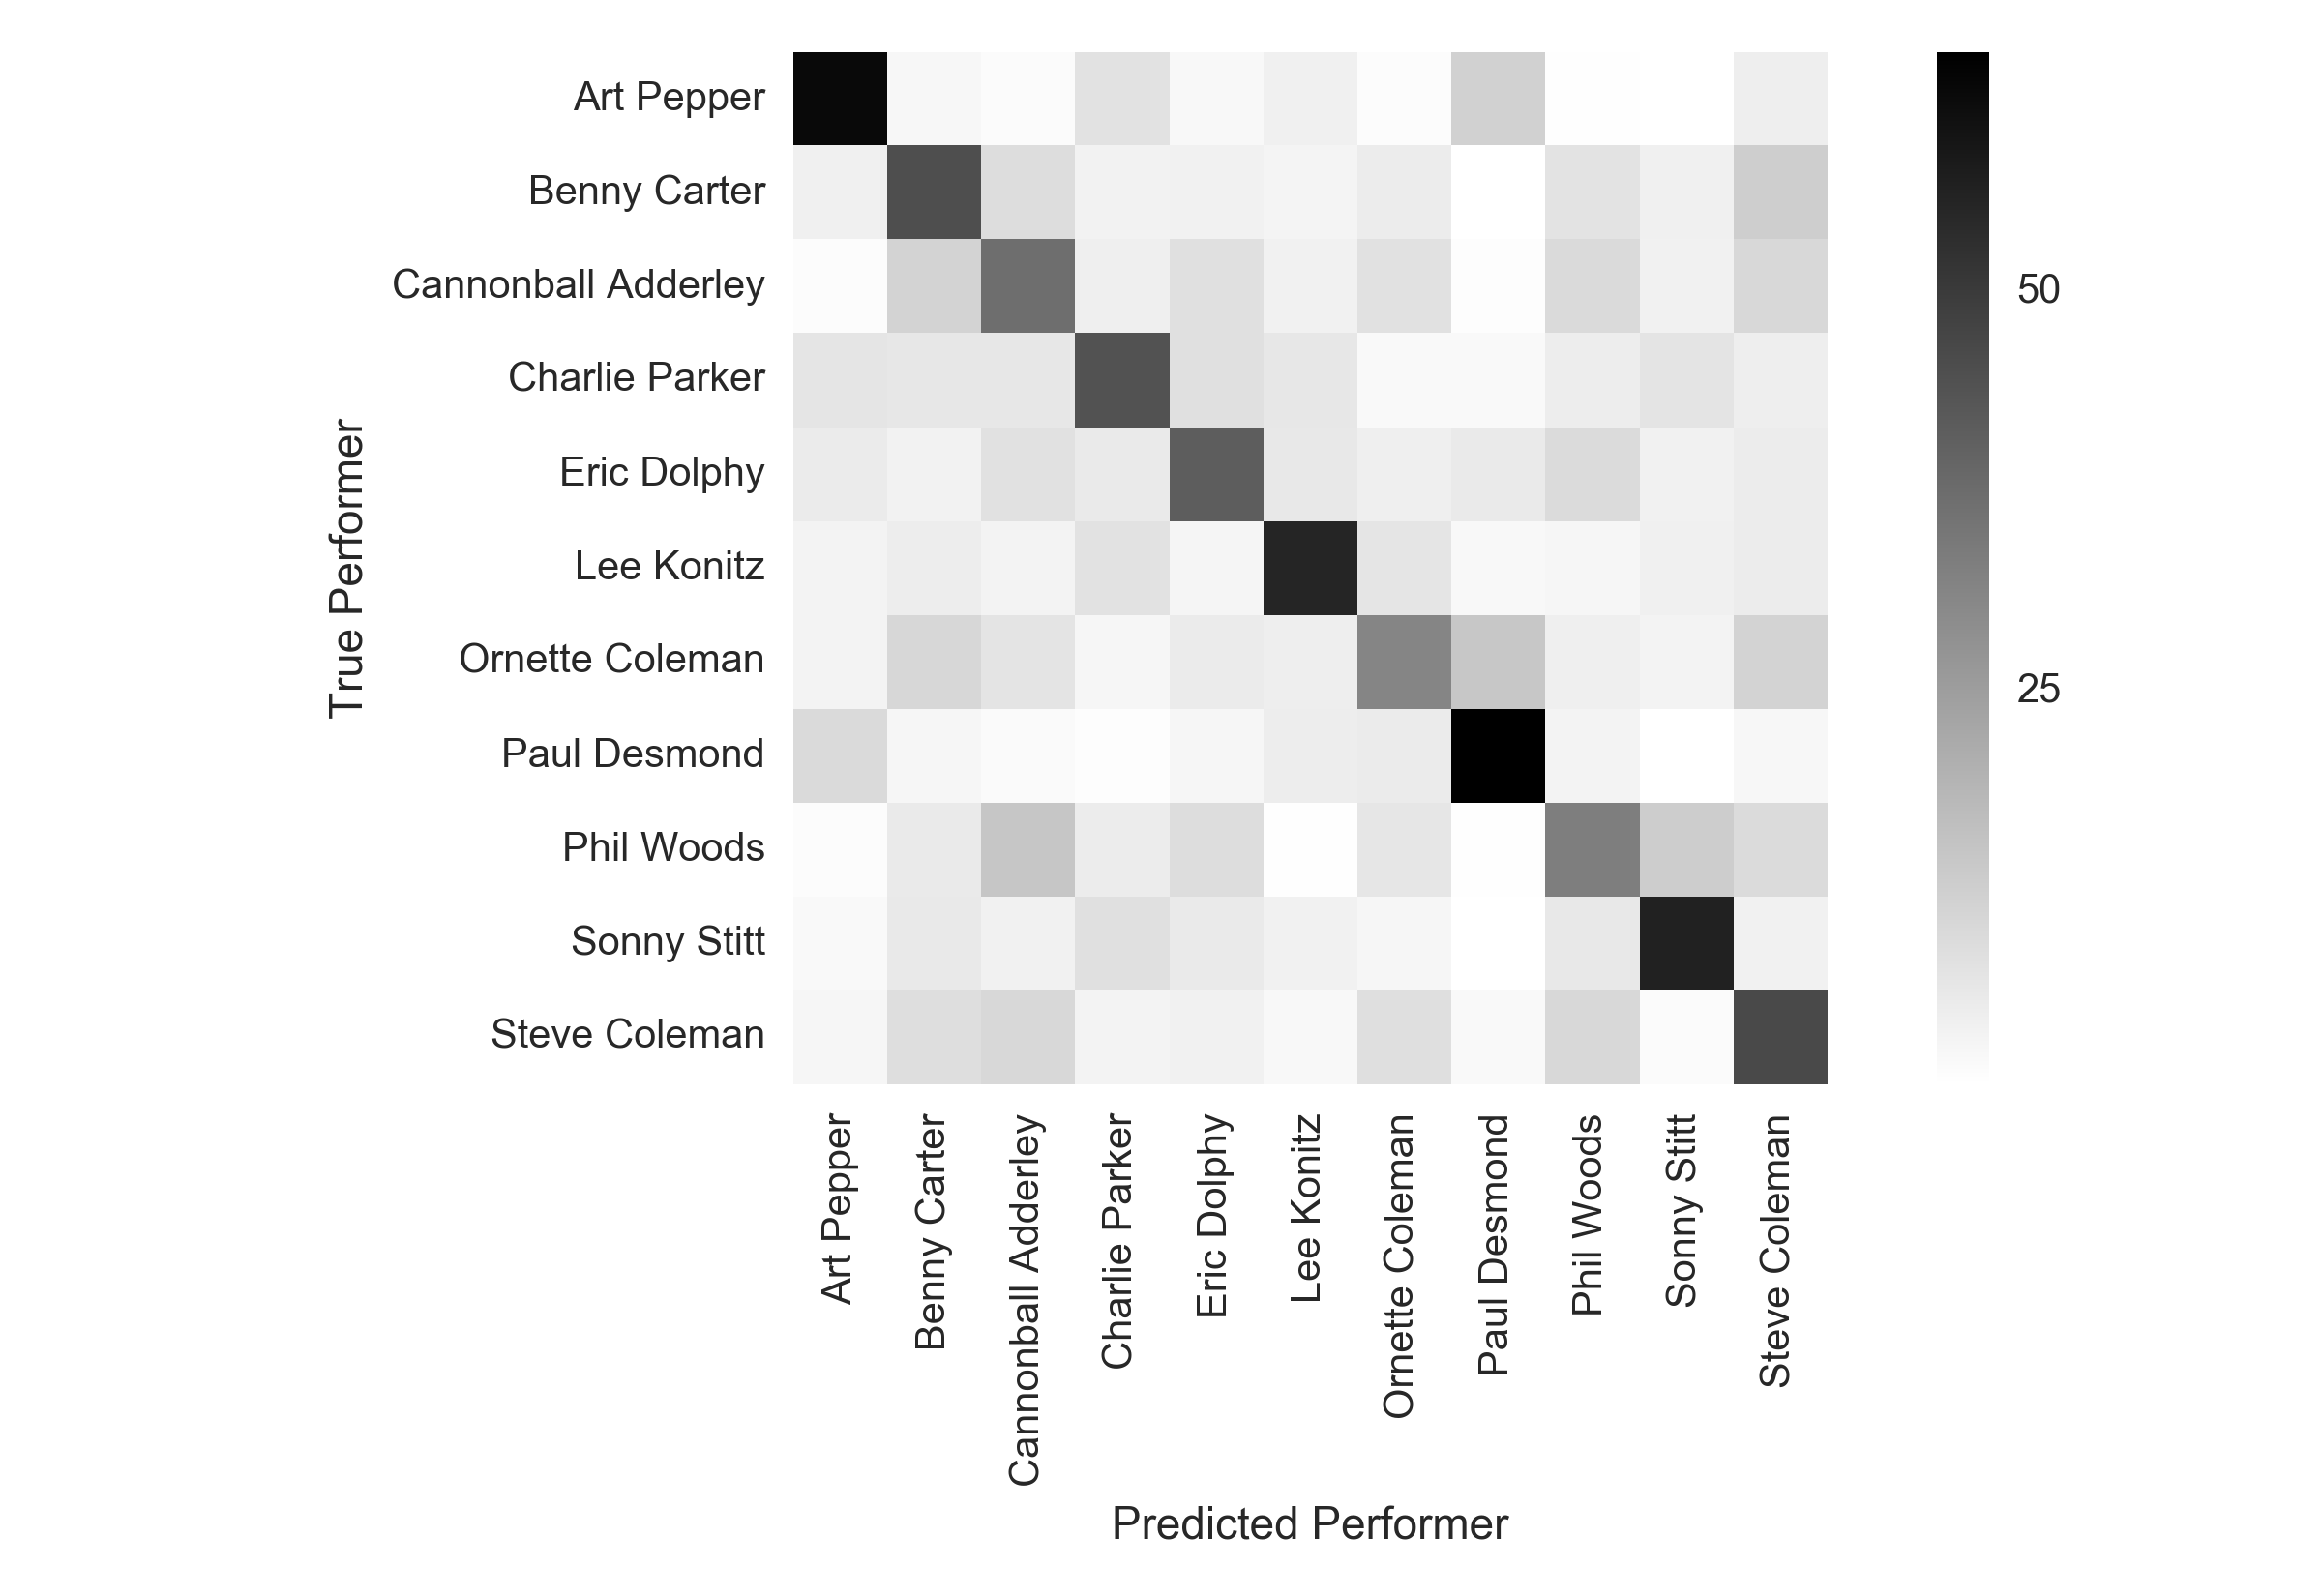 Art Pepper
Benny Carter
Cannonball Adderley
Charlie Parker
Eric Dolphy
Lee Konitz
Ornette Coleman
Paul Desmond
Phil Woods
Sonny Stitt
Steve Coleman
True Performer
50
25
Art Pepper
Benny Carter
Cannonball Adderley
Charlie Parker
Eric Dolphy
Lee Konitz
Ornette Coleman
Paul Desmond
Phil Woods
Sonny Stitt
Steve Coleman
Predicted Performer